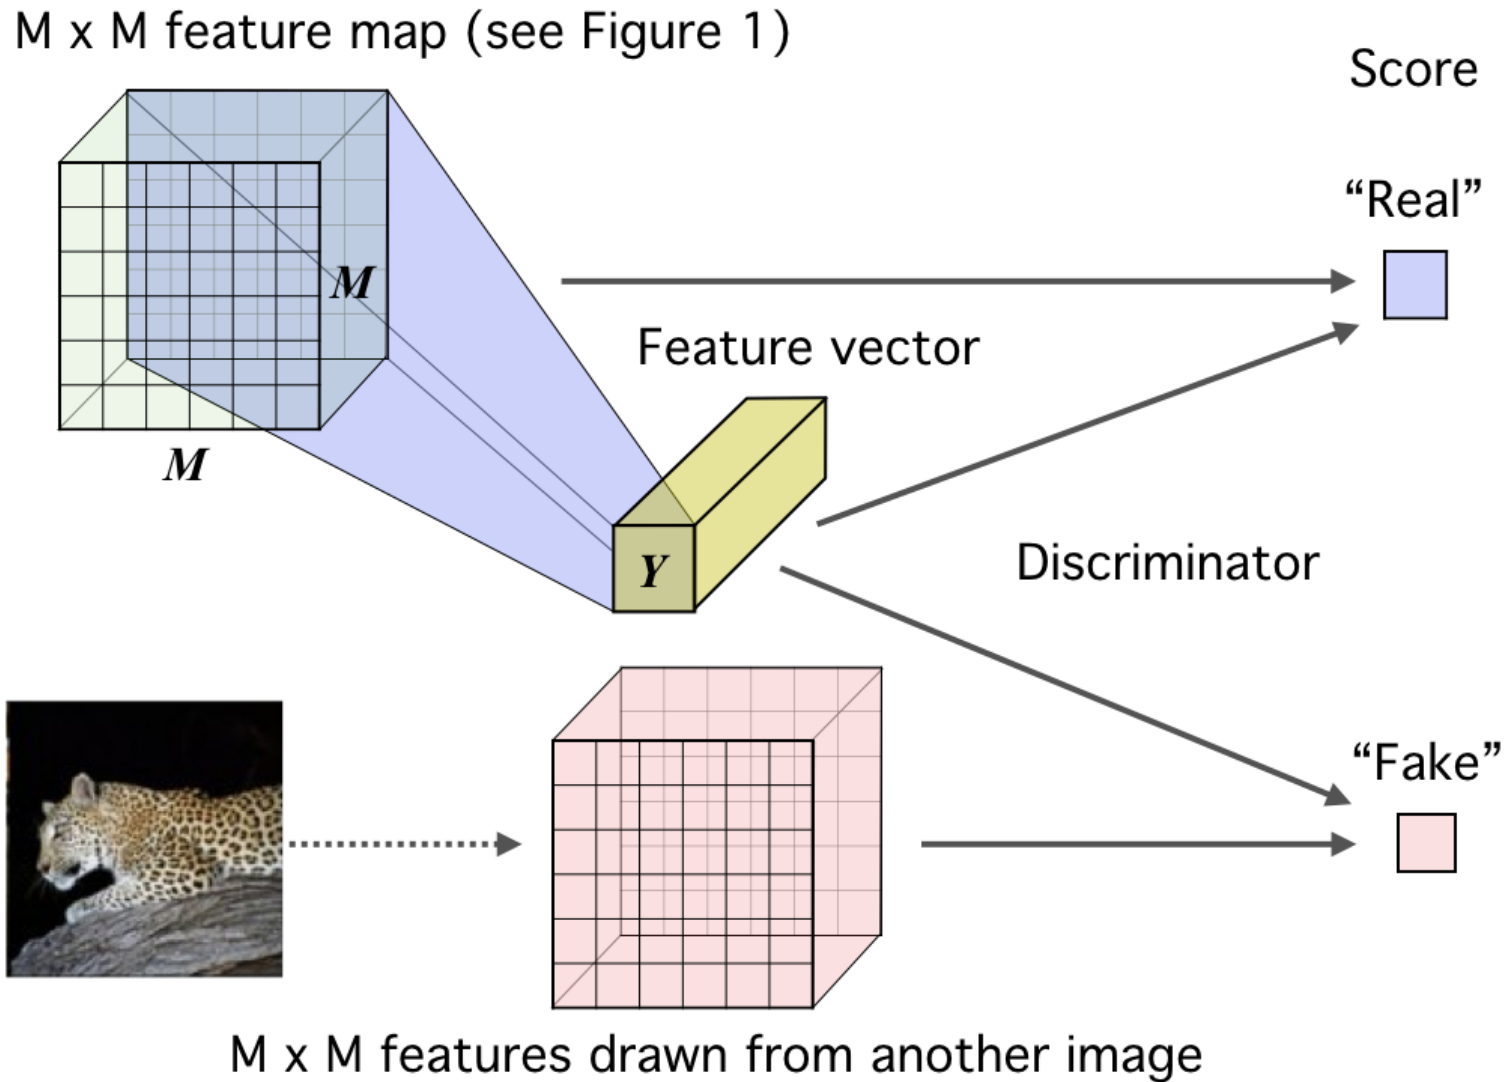 M x M feature map (see Figure 1)
Score
“Real”
M
Feature vector
M
Y
Discriminator
“Fake”
M x M features drawn from another image